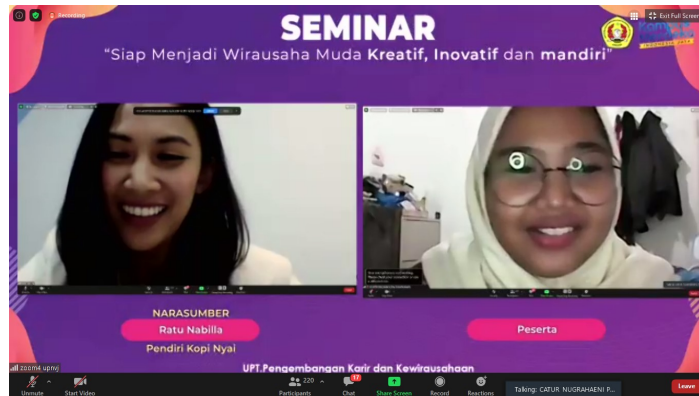 Recording
Exit Full Screen
SEMINAR
“Siap Menjadi Wirausaha Muda Kreatif, Inovatif dan mandiri”
NARASUMBER
Ratu Nabilla
Pendiri Kopi Nyai
Peserta
zoom4 upnvj
UPT.Pengembangan Karir dan Kewirausahaan
Unmute
Start Video
220
Participants
17
Chat
Share Screen
Record
Reactions
Talking: CATUR NUGRAHAENI P...
Leave